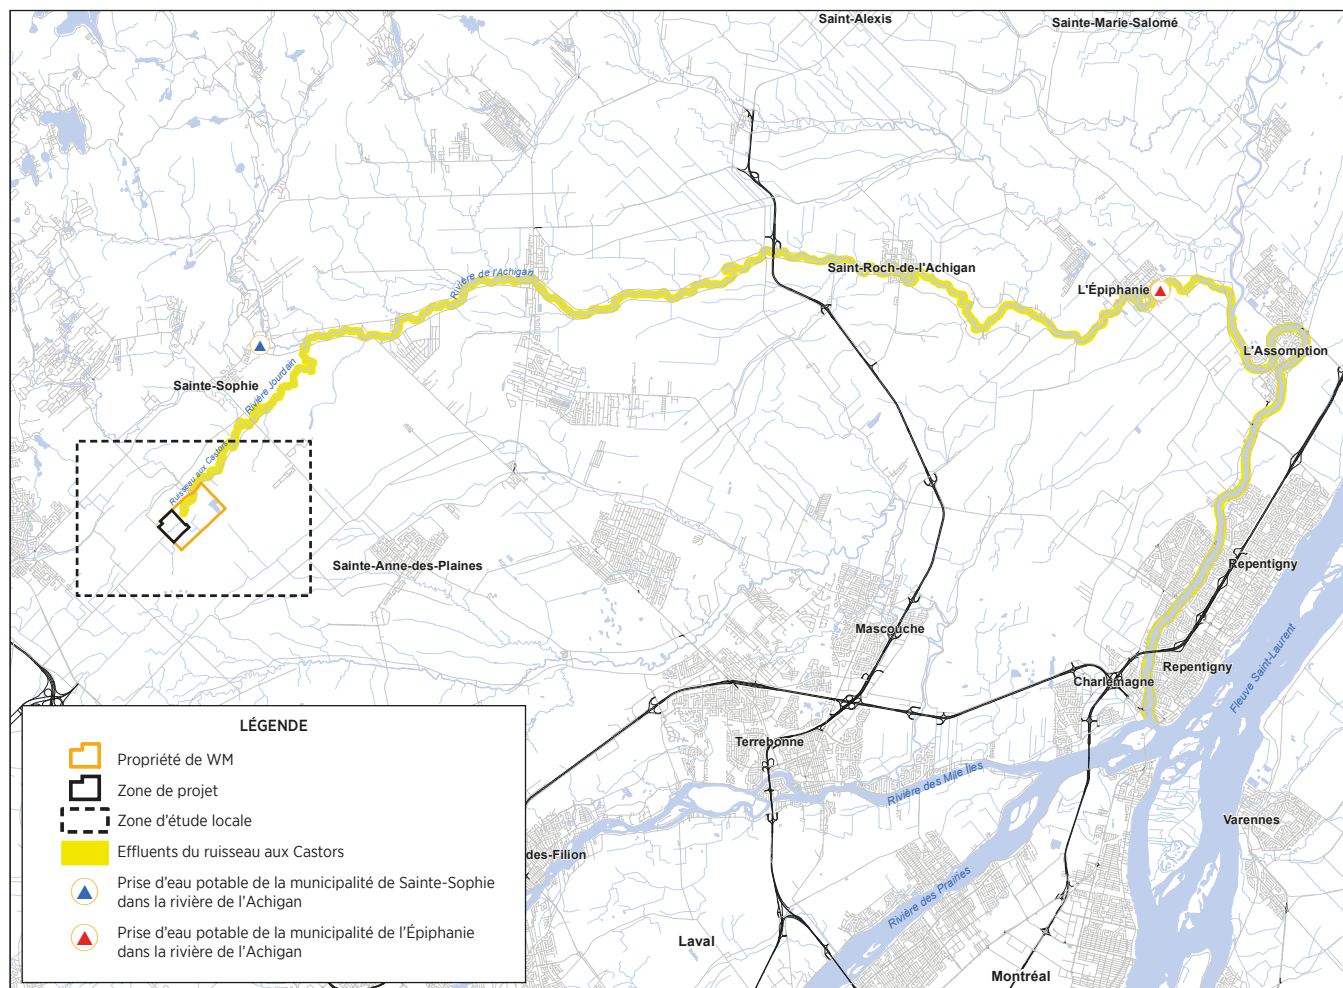 Saint-Alexis
Sainte-Marie-Salomé
Rivière de l'Achigan
Saint-Roch-de-l'Achigan
L'Épiphanie
L'Assomption
Sainte-Sophie
Rivière Jourdain
Ruisseau aux Castors
Sainte-Anne-des-Plaines
Repentigny
Mascouche
Repentigny
Charlemagne
Fleuve Saint-Laurent
Terrebonne
Rivière des Mille Îles
Varennes
des-Filion
Rivière des Prairies
Laval
Montréal
LÉGENDE
Propriété de WM
Zone de projet
Zone d'étude locale
Effluents du ruisseau aux Castors
Prise d'eau potable de la municipalité de Sainte-Sophie
dans la rivière de l'Achigan
Prise d'eau potable de la municipalité de l'Épiphanie
dans la rivière de l'Achigan